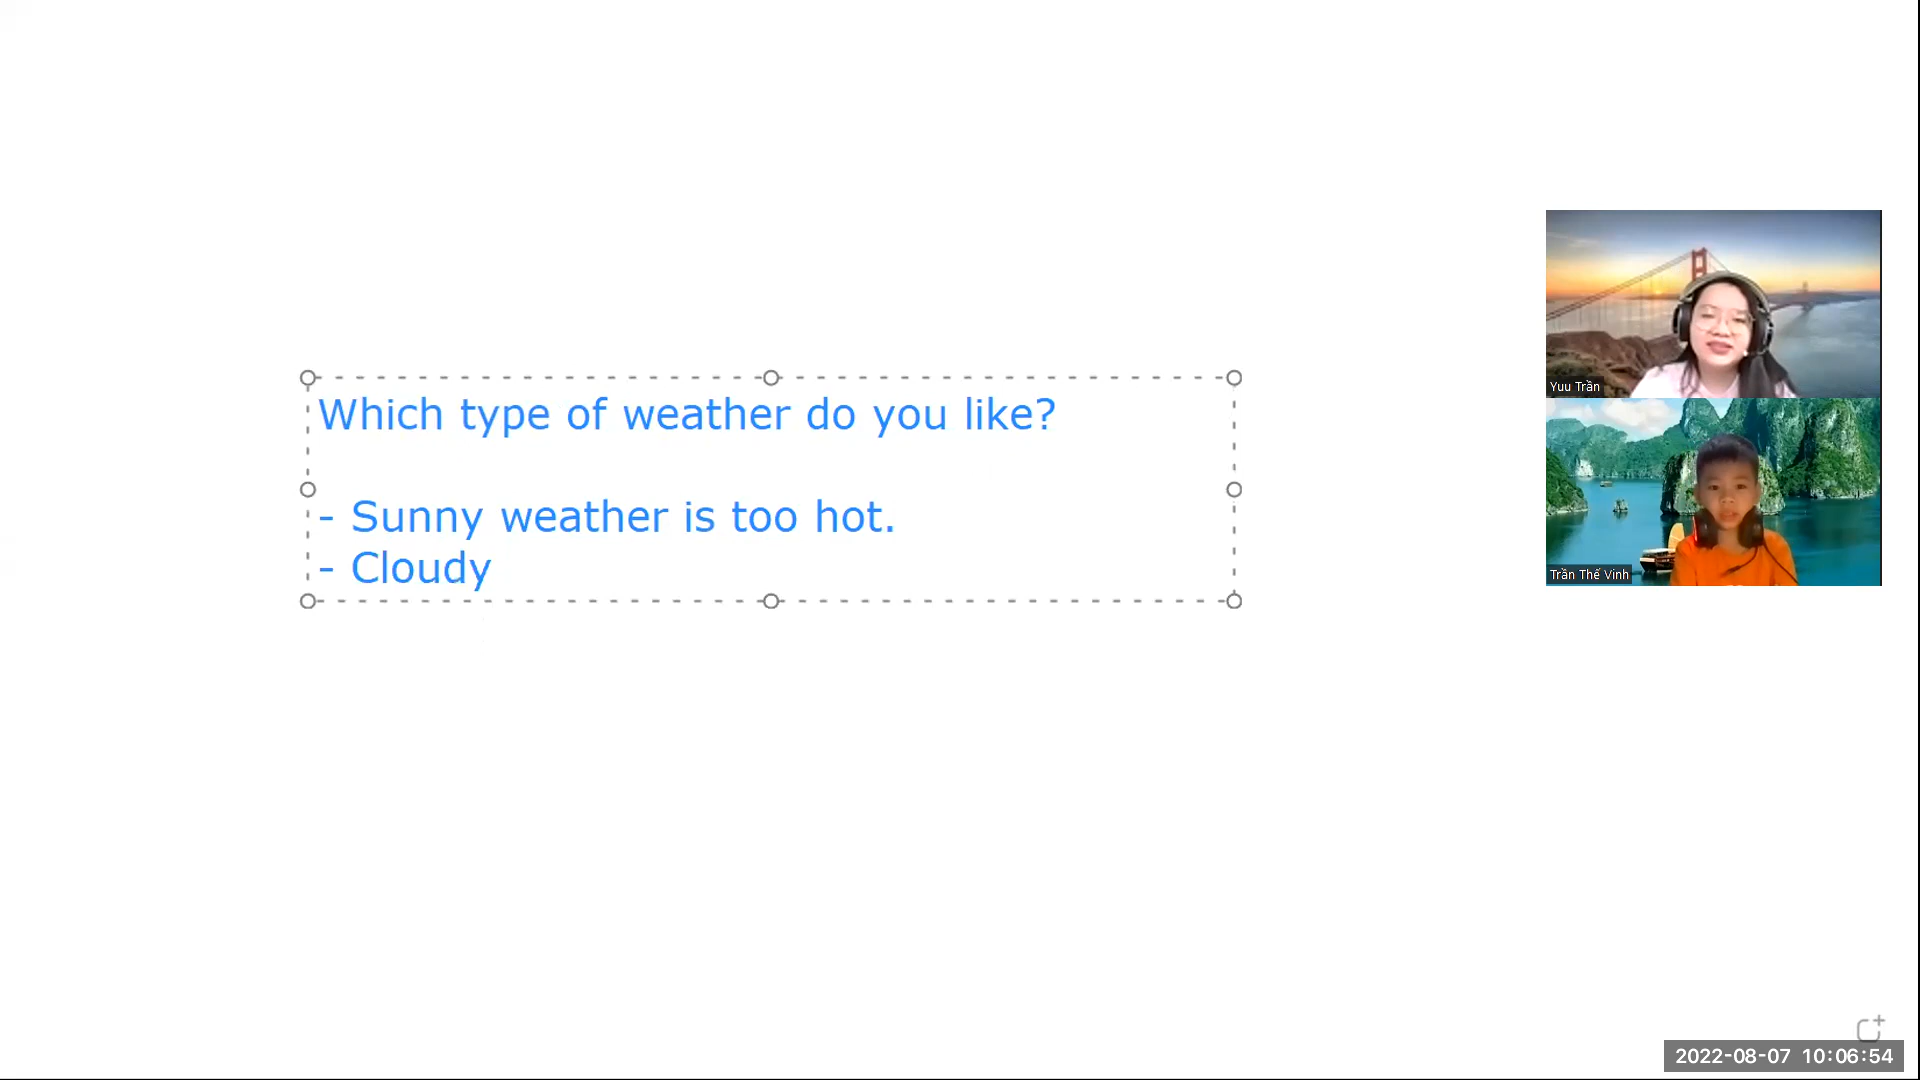 Which type of weather do you like?
- Sunny weather is too hot.
- Cloudy
Yuu Trần
Trần Thế Vinh
2022-08-07 10:06:54